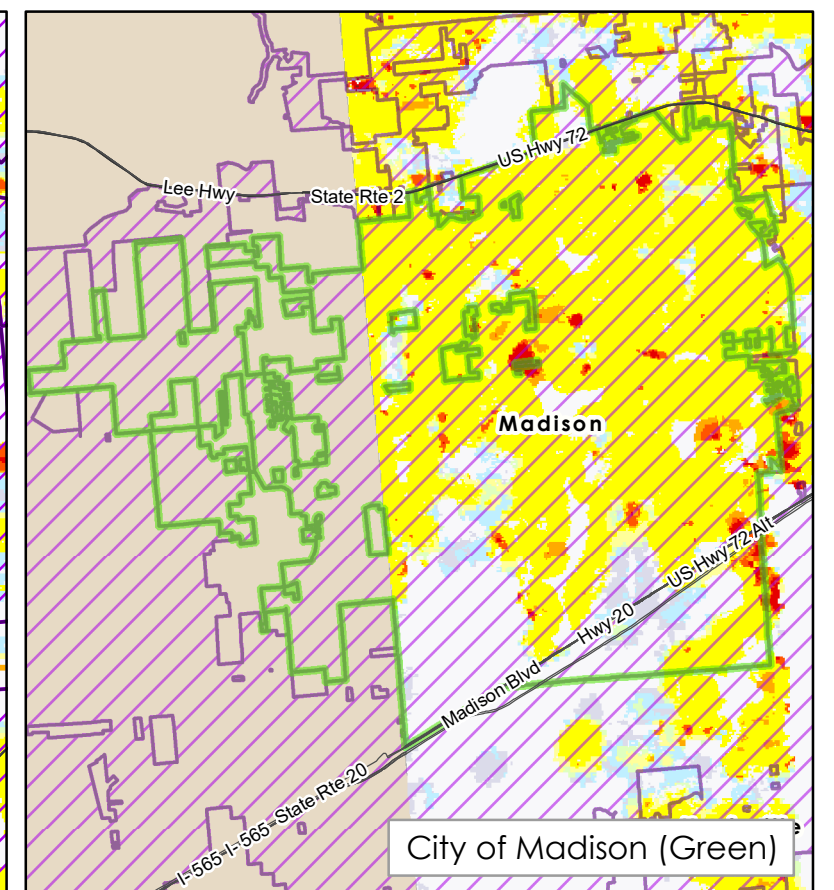 US Hwy 72
Lee Hwy
State Rte 2
Madison
US Hwy 72 Alt
Hwy 20
Madison Blvd
I- 565 I- 565 State Rte 20
City of Madison (Green)